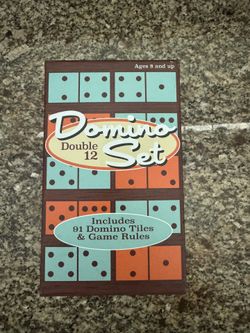 Ages 8 and up
Domino
Double
12
Set
Includes
91 Domino Tiles
& Game Rules